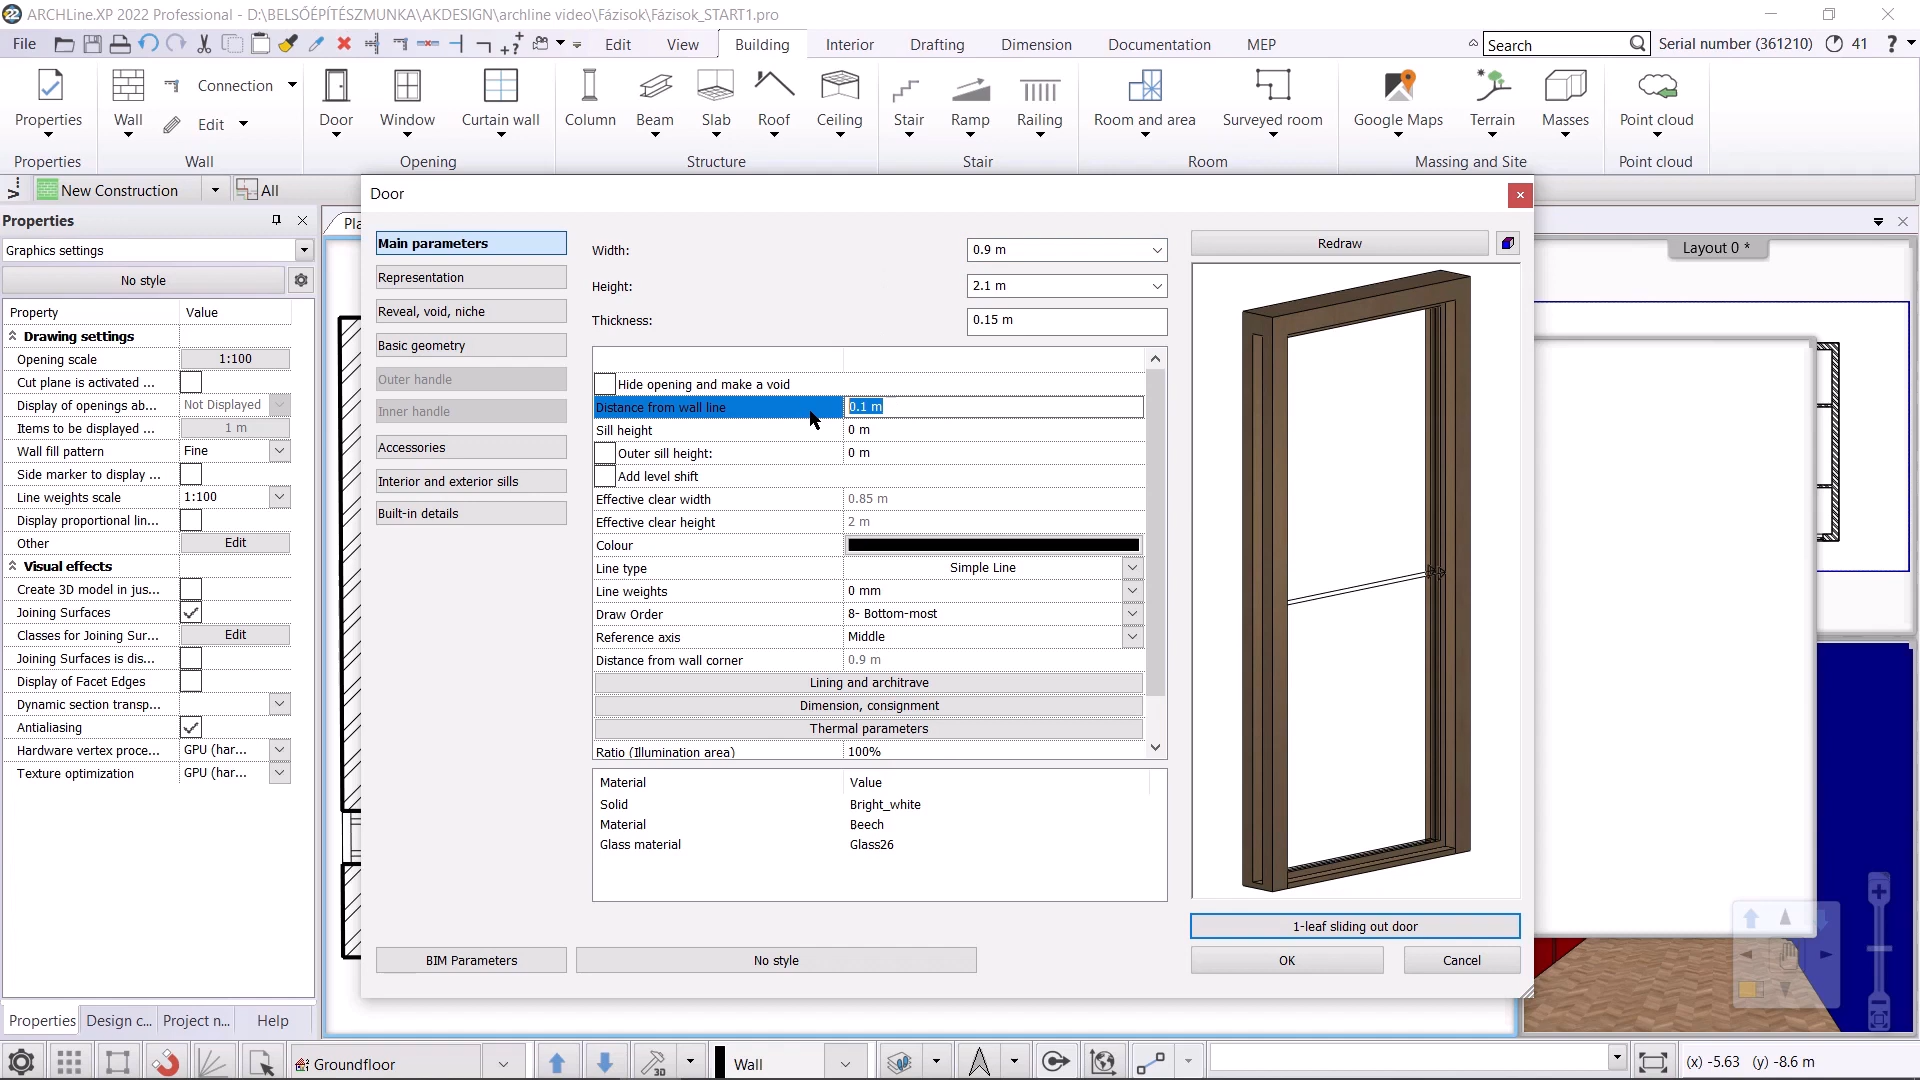 ARCHLine.XP 2022 Professional - D:\BELSŐÉPÍTÉSZMUNKA\AKDESIGN\archline video\Fázisok\Fázisok_START1.pro
File Edit View Building Interior Drafting Dimension Documentation MEP Search Serial number (361210) 41 ?
Properties Wall Connection Edit Door Window Curtain wall Column Beam Slab Roof Ceiling Stair Ramp Railing Room and area Surveyed room Google Maps Terrain Masses Point cloud
Properties Wall Opening Structure Stair Room Massing and Site Point cloud
New Construction All
Properties
Graphics settings
No style
Property Value
Drawing settings
Opening scale 1:100
Cut plane is activated ...
Display of openings ab... Not Displayed
Items to be displayed ... 1 m
Wall fill pattern Fine
Side marker to display ...
Line weights scale 1:100
Display proportional lin...
Other Edit
Visual effects
Create 3D model in jus...
Joining Surfaces
Classes for Joining Sur... Edit
Joining Surfaces is dis...
Display of Facet Edges
Dynamic section transp...
Antialiasing
Hardware vertex proce... GPU (har...
Texture optimization GPU (har...
Properties Design c... Project n... Help
Pla
Layout 0 *
Door
Main parameters
Representation
Reveal, void, niche
Basic geometry
Outer handle
Inner handle
Accessories
Interior and exterior sills
Built-in details
Width: 0.9 m
Height: 2.1 m
Thickness: 0.15 m
Hide opening and make a void
Distance from wall line 0.1 m
Sill height 0 m
Outer sill height: 0 m
Add level shift
Effective clear width 0.85 m
Effective clear height 2 m
Colour
Line type Simple Line
Line weights 0 mm
Draw Order 8- Bottom-most
Reference axis Middle
Distance from wall corner 0.9 m
Lining and architrave
Dimension, consignment
Thermal parameters
Ratio (Illumination area) 100%
Material Value
Solid Bright_white
Material Beech
Glass material Glass26
Redraw
1-leaf sliding out door
BIM Parameters No style OK Cancel
Groundfloor 3D Wall (x) -5.63 (y) -8.6 m